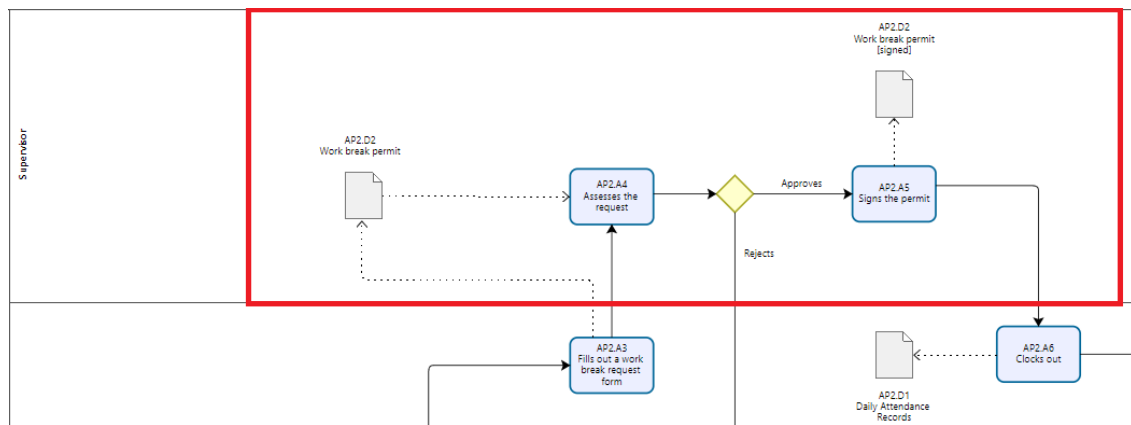 AP2.D2
Work break permit
[signed]
Supervisor
AP2.D2
Work break permit
AP2.A4
Assesses the
request
Approves
AP2.A5
Signs the permit
Rejects
AP2.A3
Fills out a work
break request
form
AP2.A6
Clocks out
AP2.D1
Daily Attendance
Records